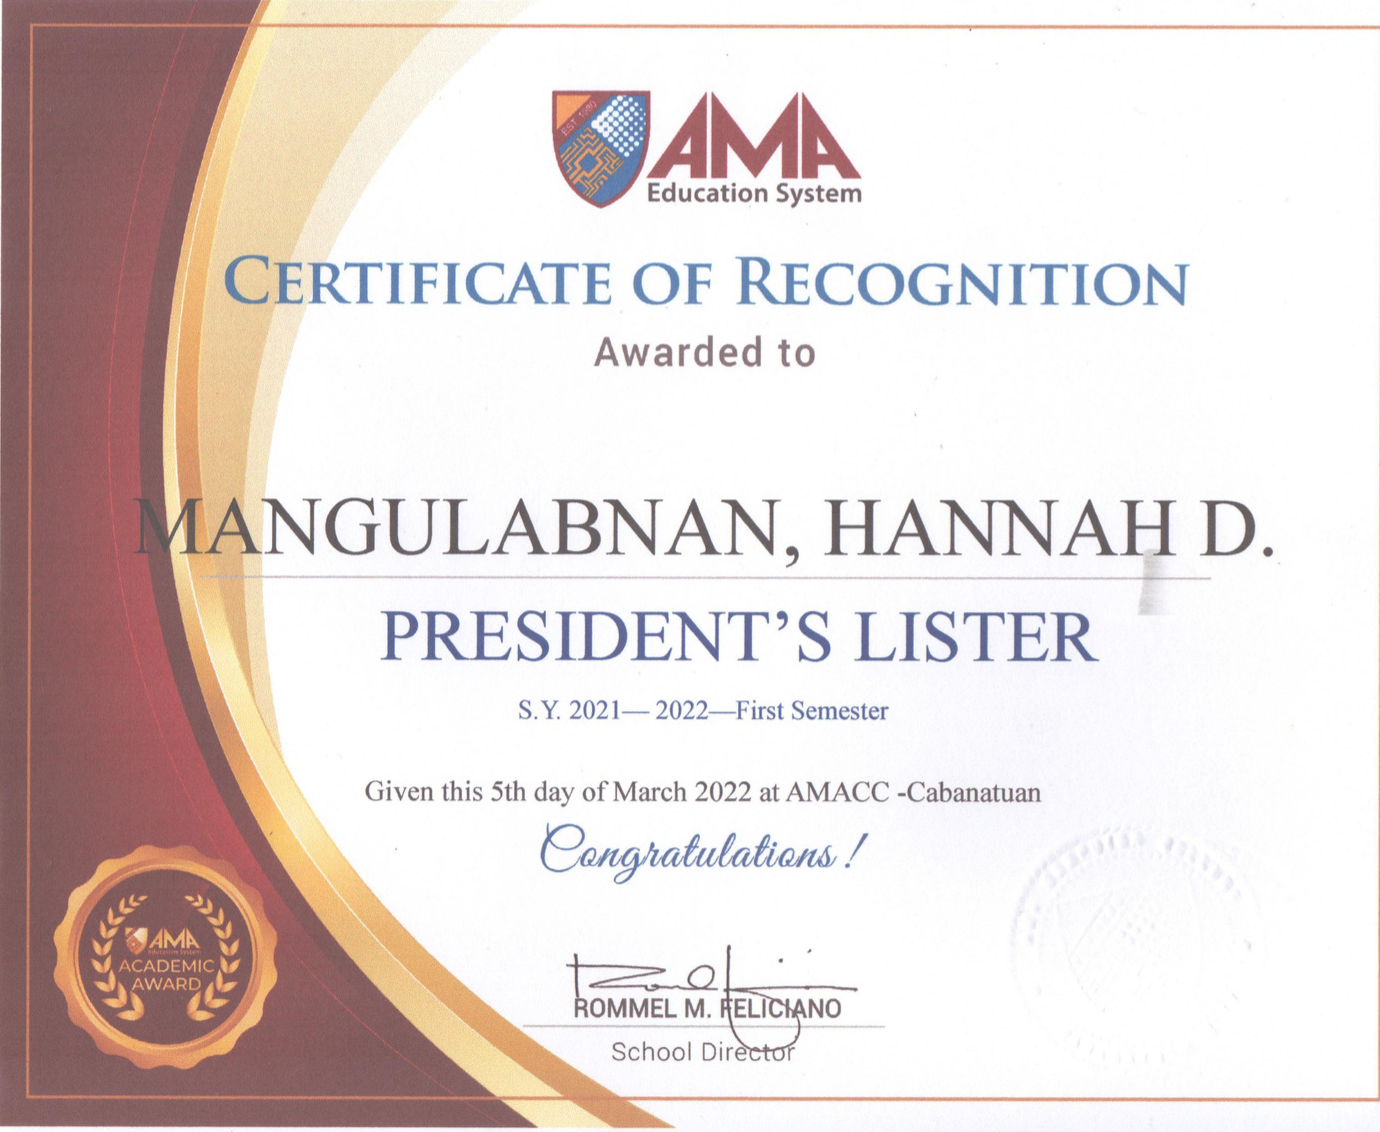 EST. 1980
AMA
Education System
CERTIFICATE OF RECOGNITION
Awarded to
MANGULABNAN, HANNAH D.
PRESIDENT'S LISTER
S.Y. 2021— 2022—First Semester
Given this 5th day of March 2022 at AMACC -Cabanatuan
Congratulations !
AMA
Education System
ACADEMIC
AWARD
ROMMEL M. FELICIANO
School Director